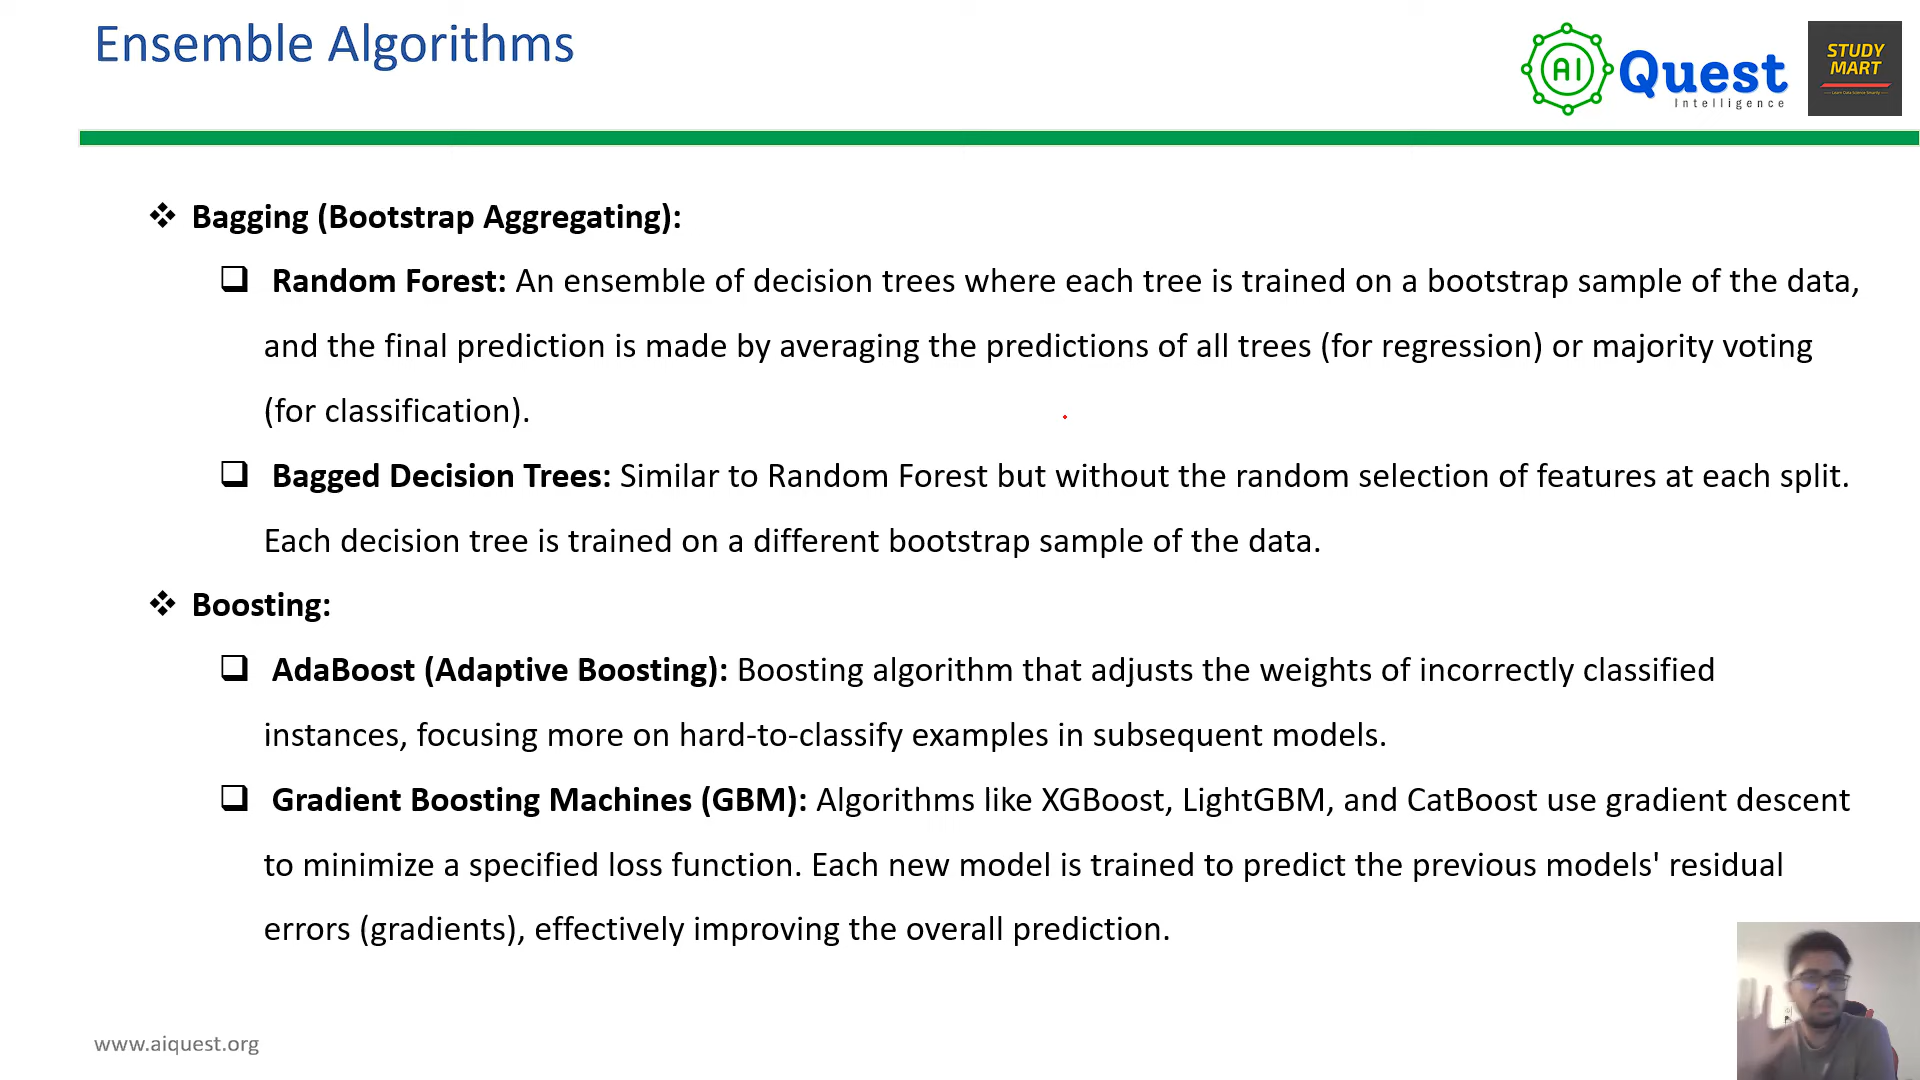 Ensemble Algorithms
AI Quest
Intelligence
STUDY
MART
Learn Data Science Smartly
Bagging (Bootstrap Aggregating):
Random Forest: An ensemble of decision trees where each tree is trained on a bootstrap sample of the data,
and the final prediction is made by averaging the predictions of all trees (for regression) or majority voting
(for classification).
Bagged Decision Trees: Similar to Random Forest but without the random selection of features at each split.
Each decision tree is trained on a different bootstrap sample of the data.
Boosting:
AdaBoost (Adaptive Boosting): Boosting algorithm that adjusts the weights of incorrectly classified
instances, focusing more on hard-to-classify examples in subsequent models.
Gradient Boosting Machines (GBM): Algorithms like XGBoost, LightGBM, and CatBoost use gradient descent
to minimize a specified loss function. Each new model is trained to predict the previous models' residual
errors (gradients), effectively improving the overall prediction.
www.aiquest.org